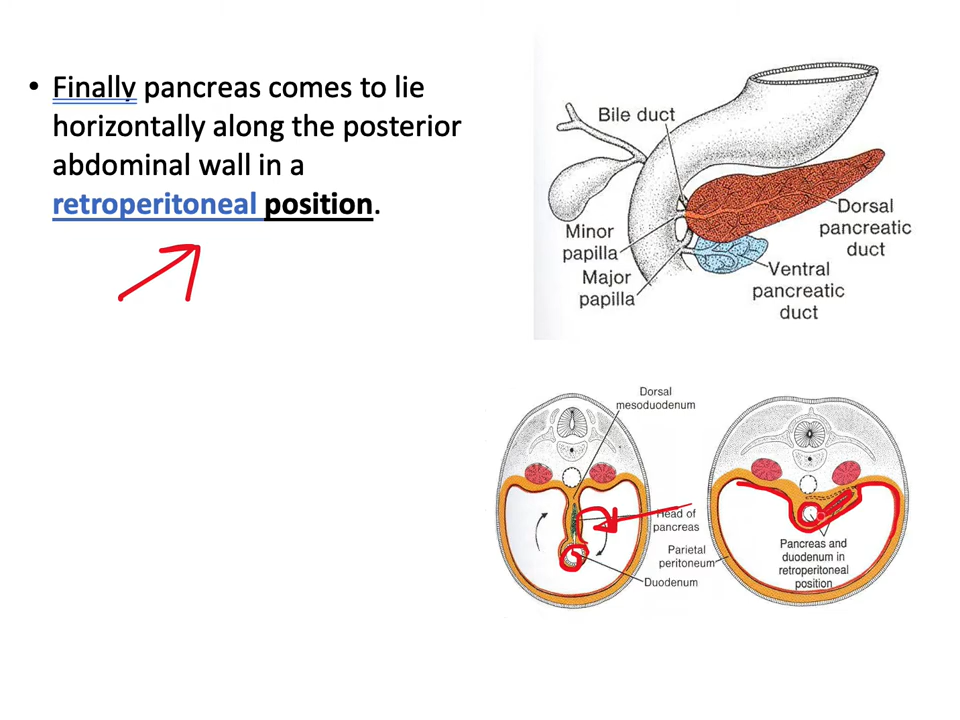 • Finally pancreas comes to lie
horizontally along the posterior
abdominal wall in a
retroperitoneal position.
Bile duct
Minor
papilla
Major
papilla
Dorsal
pancreatic
duct
Ventral
pancreatic
duct
Dorsal
mesoduodenum
Head of
pancreas
Parietal
peritoneum
Duodenum
Pancreas and
duodenum in
retroperitoneal
position